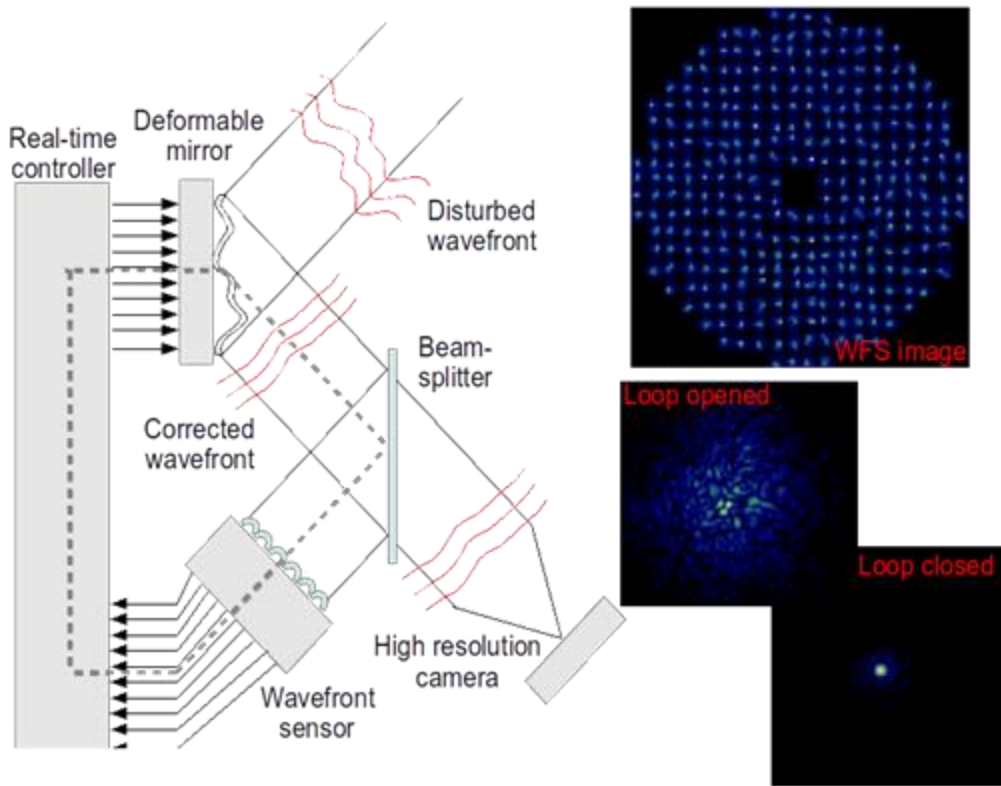 Real-time
controller
Deformable
mirror
Disturbed
wavefront
Beam-
splitter
Corrected
wavefront
High resolution
camera
Wavefront
sensor
WFS image
Loop opened
Loop closed